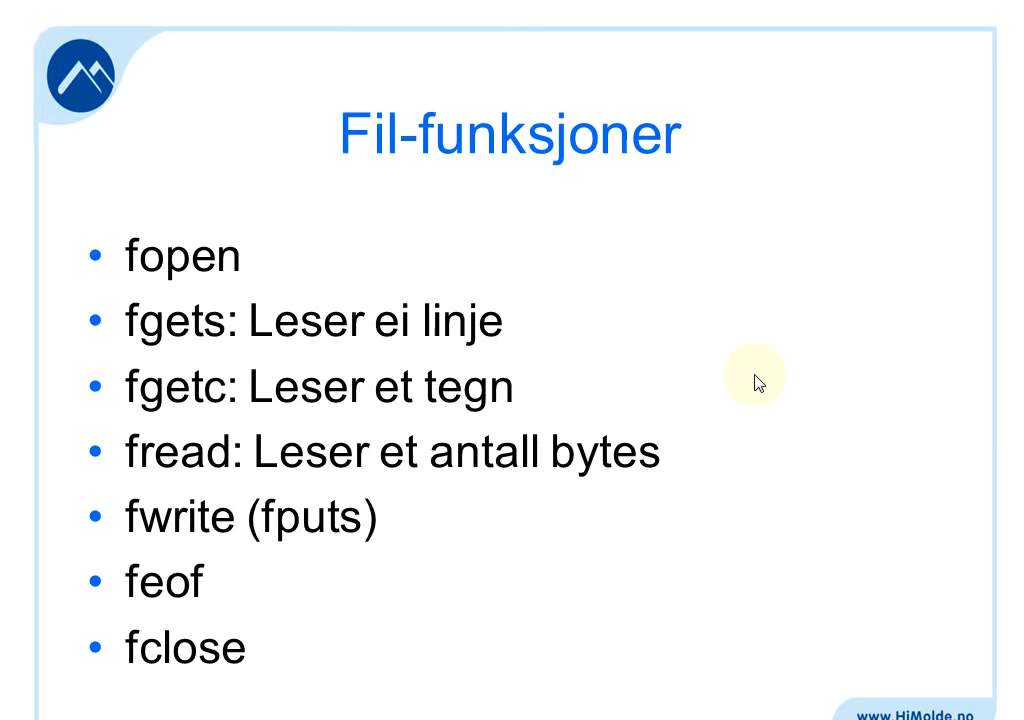 Fil-funksjoner
• fopen
• fgets: Leser ei linje
• fgetc: Leser et tegn
• fread: Leser et antall bytes
• fwrite (fputs)
• feof
• fclose
www.HiMolde.no